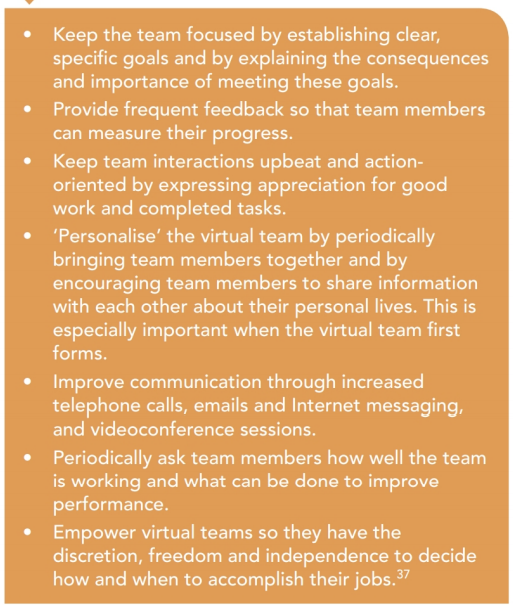 • Keep the team focused by establishing clear,
specific goals and by explaining the consequences
and importance of meeting these goals.
• Provide frequent feedback so that team members
can measure their progress.
• Keep team interactions upbeat and action-
oriented by expressing appreciation for good
work and completed tasks.
• ‘Personalise’ the virtual team by periodically
bringing team members together and by
encouraging team members to share information
with each other about their personal lives. This is
especially important when the virtual team first
forms.
• Improve communication through increased
telephone calls, emails and Internet messaging,
and videoconference sessions.
• Periodically ask team members how well the team
is working and what can be done to improve
performance.
• Empower virtual teams so they have the
discretion, freedom and independence to decide
how and when to accomplish their jobs.37